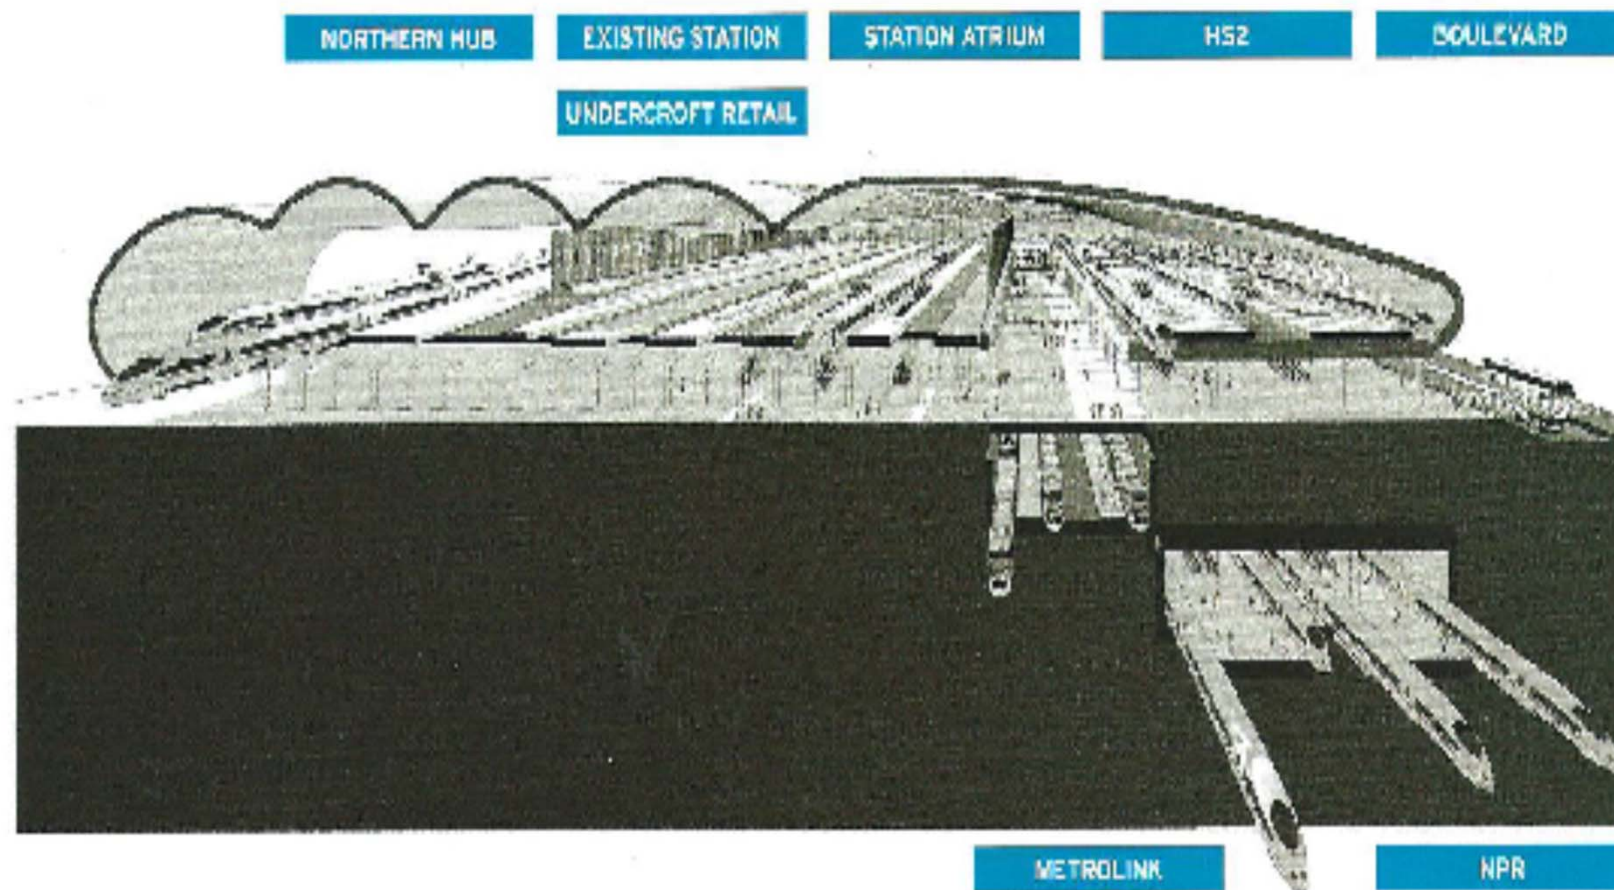 NORTHERN HUB
EXISTING STATION
STATION ATRIUM
HS2
BOULEVARD
UNDERCROFT RETAIL
METROLINK
NPR